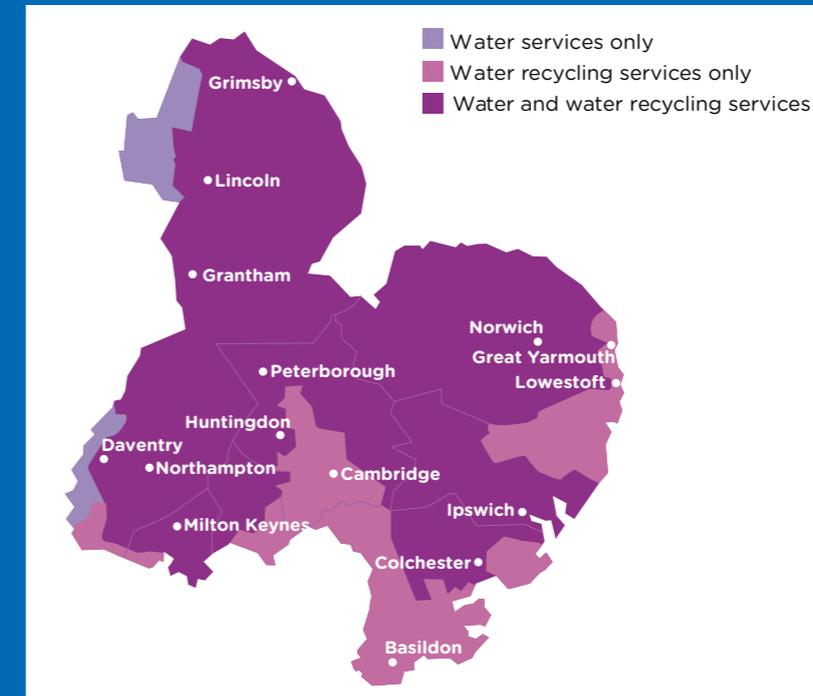 Water services only
Water recycling services only
Water and water recycling services
Grimsby
Lincoln
Grantham
Norwich
Great Yarmouth
Lowestoft
Peterborough
Huntingdon
Daventry
Northampton
Cambridge
Ipswich
Milton Keynes
Colchester
Basildon